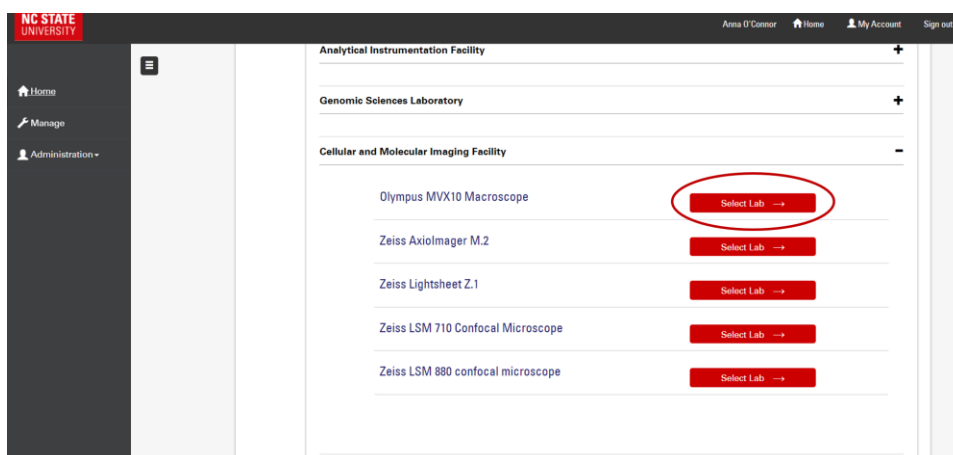 NC STATE
UNIVERSITY
Anna O'Connor Home My Account Sign out
Analytical Instrumentation Facility +
Home
Genomic Sciences Laboratory +
Manage
Administration
Cellular and Molecular Imaging Facility -
Olympus MVX10 Macroscope Select Lab →
Zeiss AxioImager M.2 Select Lab →
Zeiss Lightsheet Z.1 Select Lab →
Zeiss LSM 710 Confocal Microscope Select Lab →
Zeiss LSM 880 confocal microscope Select Lab →